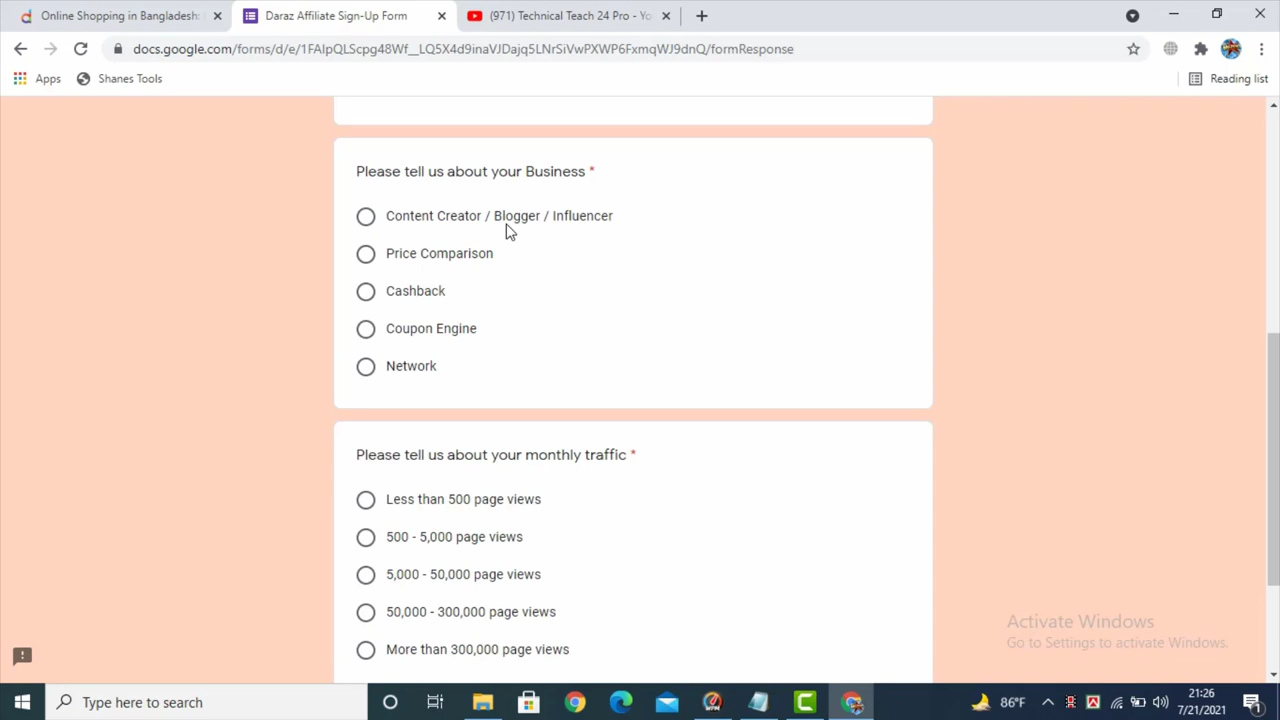 Online Shopping in Bangladesh:
Daraz Affiliate Sign-Up Form
(971) Technical Teach 24 Pro - Yo
docs.google.com/forms/d/e/1FAIpQLScpg48Wf__LQ5X4d9inaVJDajq5LNrSiVwPXWP6FxmqWJ9dnQ/formResponse
Apps
Shanes Tools
Reading list
Please tell us about your Business *
Content Creator / Blogger / Influencer
Price Comparison
Cashback
Coupon Engine
Network
Please tell us about your monthly traffic *
Less than 500 page views
500 - 5,000 page views
5,000 - 50,000 page views
50,000 - 300,000 page views
More than 300,000 page views
Activate Windows
Go to Settings to activate Windows.
Type here to search
86°F
21:26
7/21/2021
1